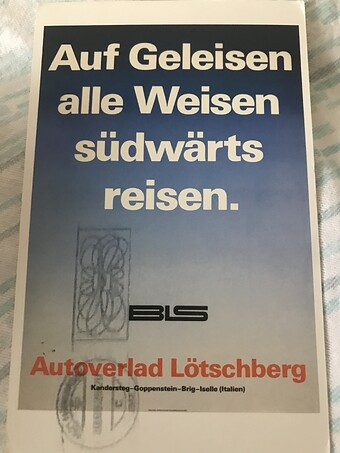 Auf Geleisen
alle Weisen
südwärts
reisen.
BLS
Autoverlad Lötschberg
Kandersteg-Goppenstein-Brig-Iselle (Italien)